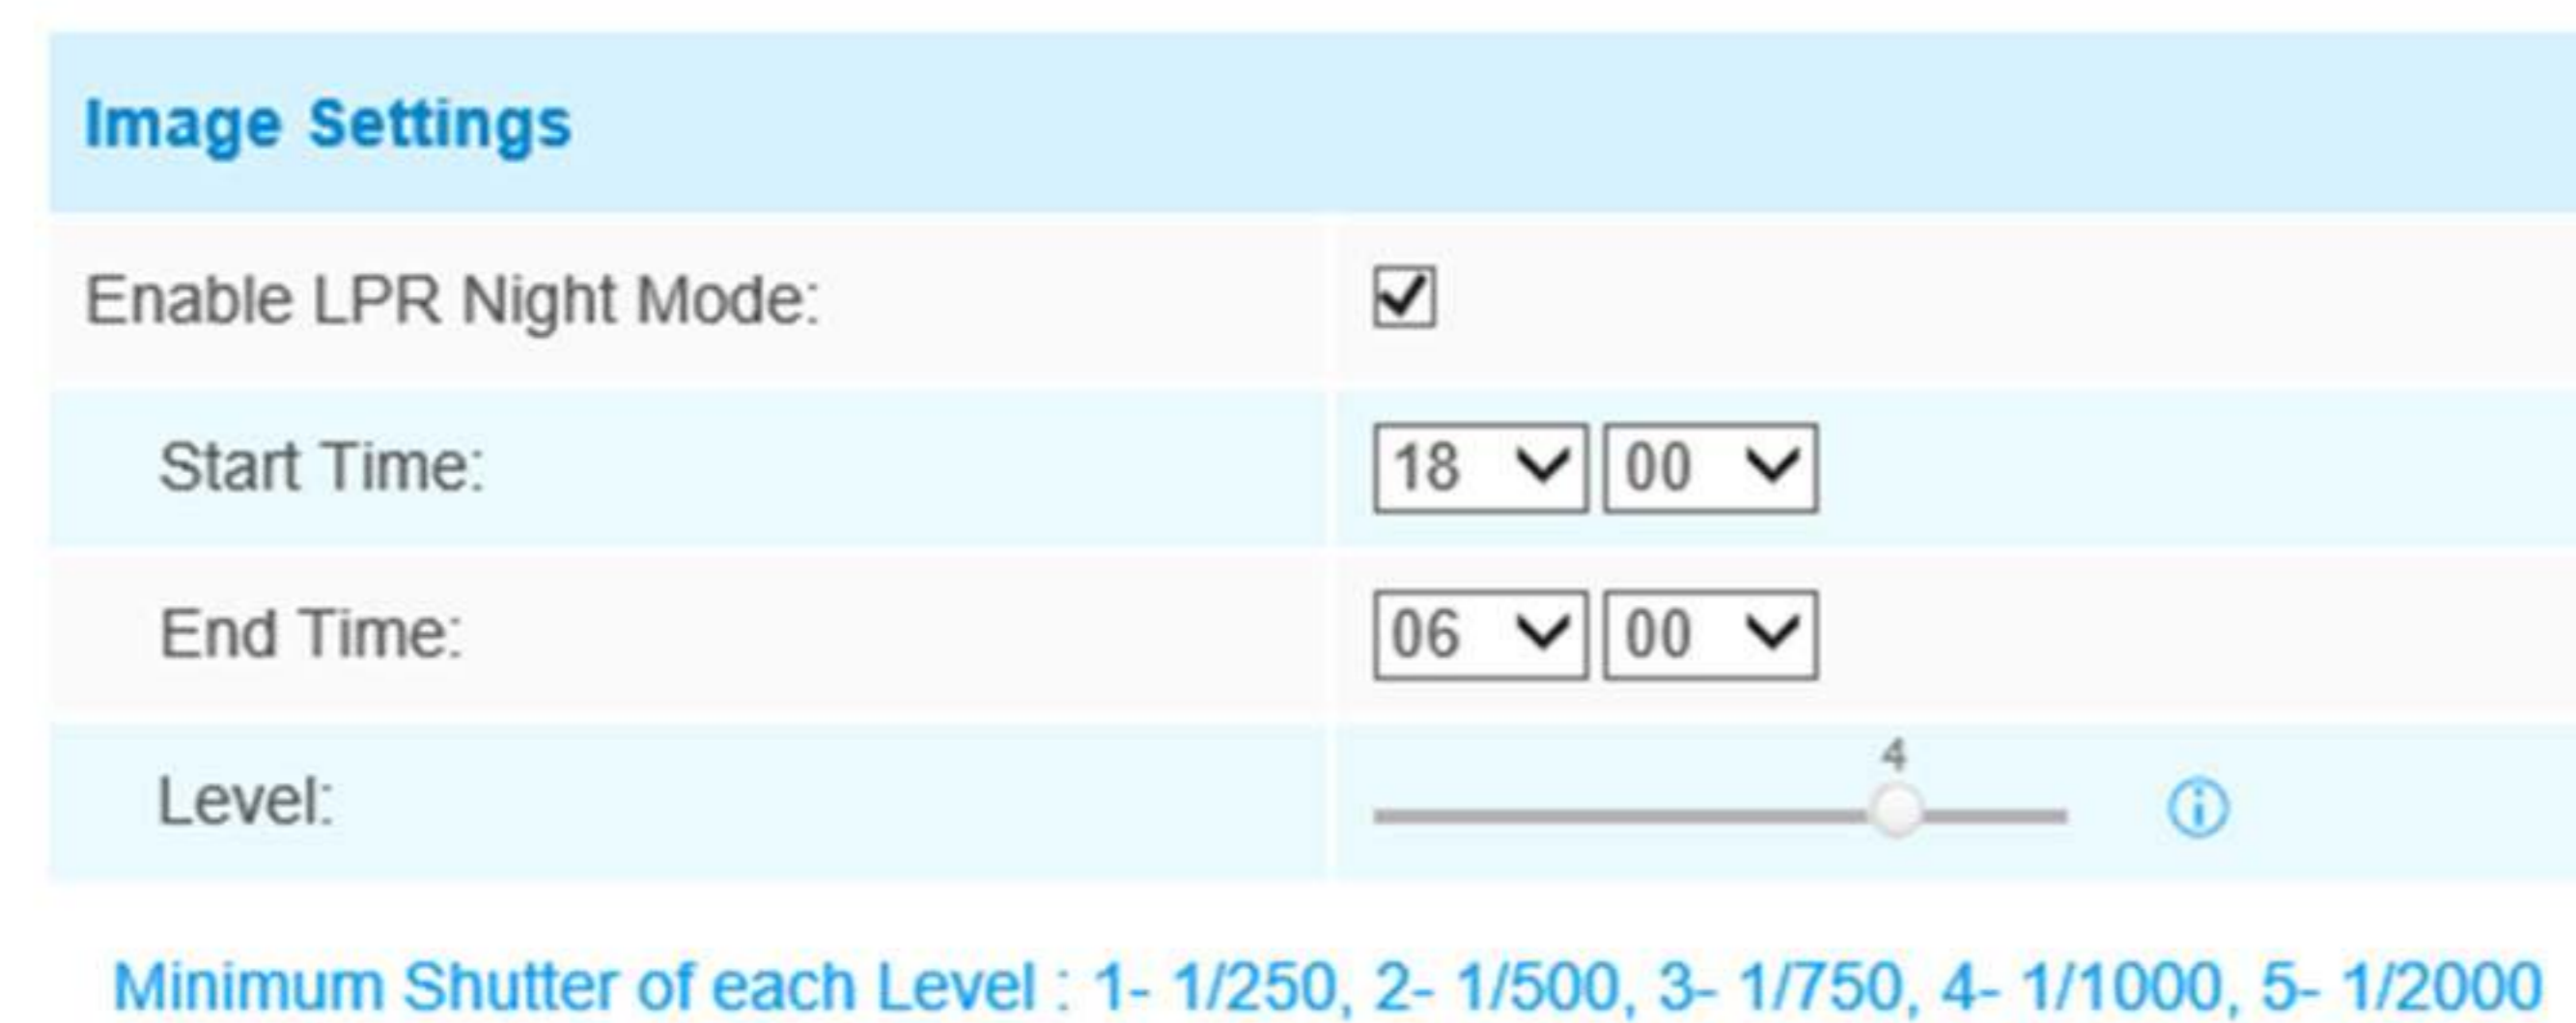 Image Settings
Enable LPR Night Mode:
Start Time: 18 00
End Time: 06 00
4
Level:
Minimum Shutter of each Level : 1- 1/250, 2- 1/500, 3- 1/750, 4- 1/1000, 5- 1/2000